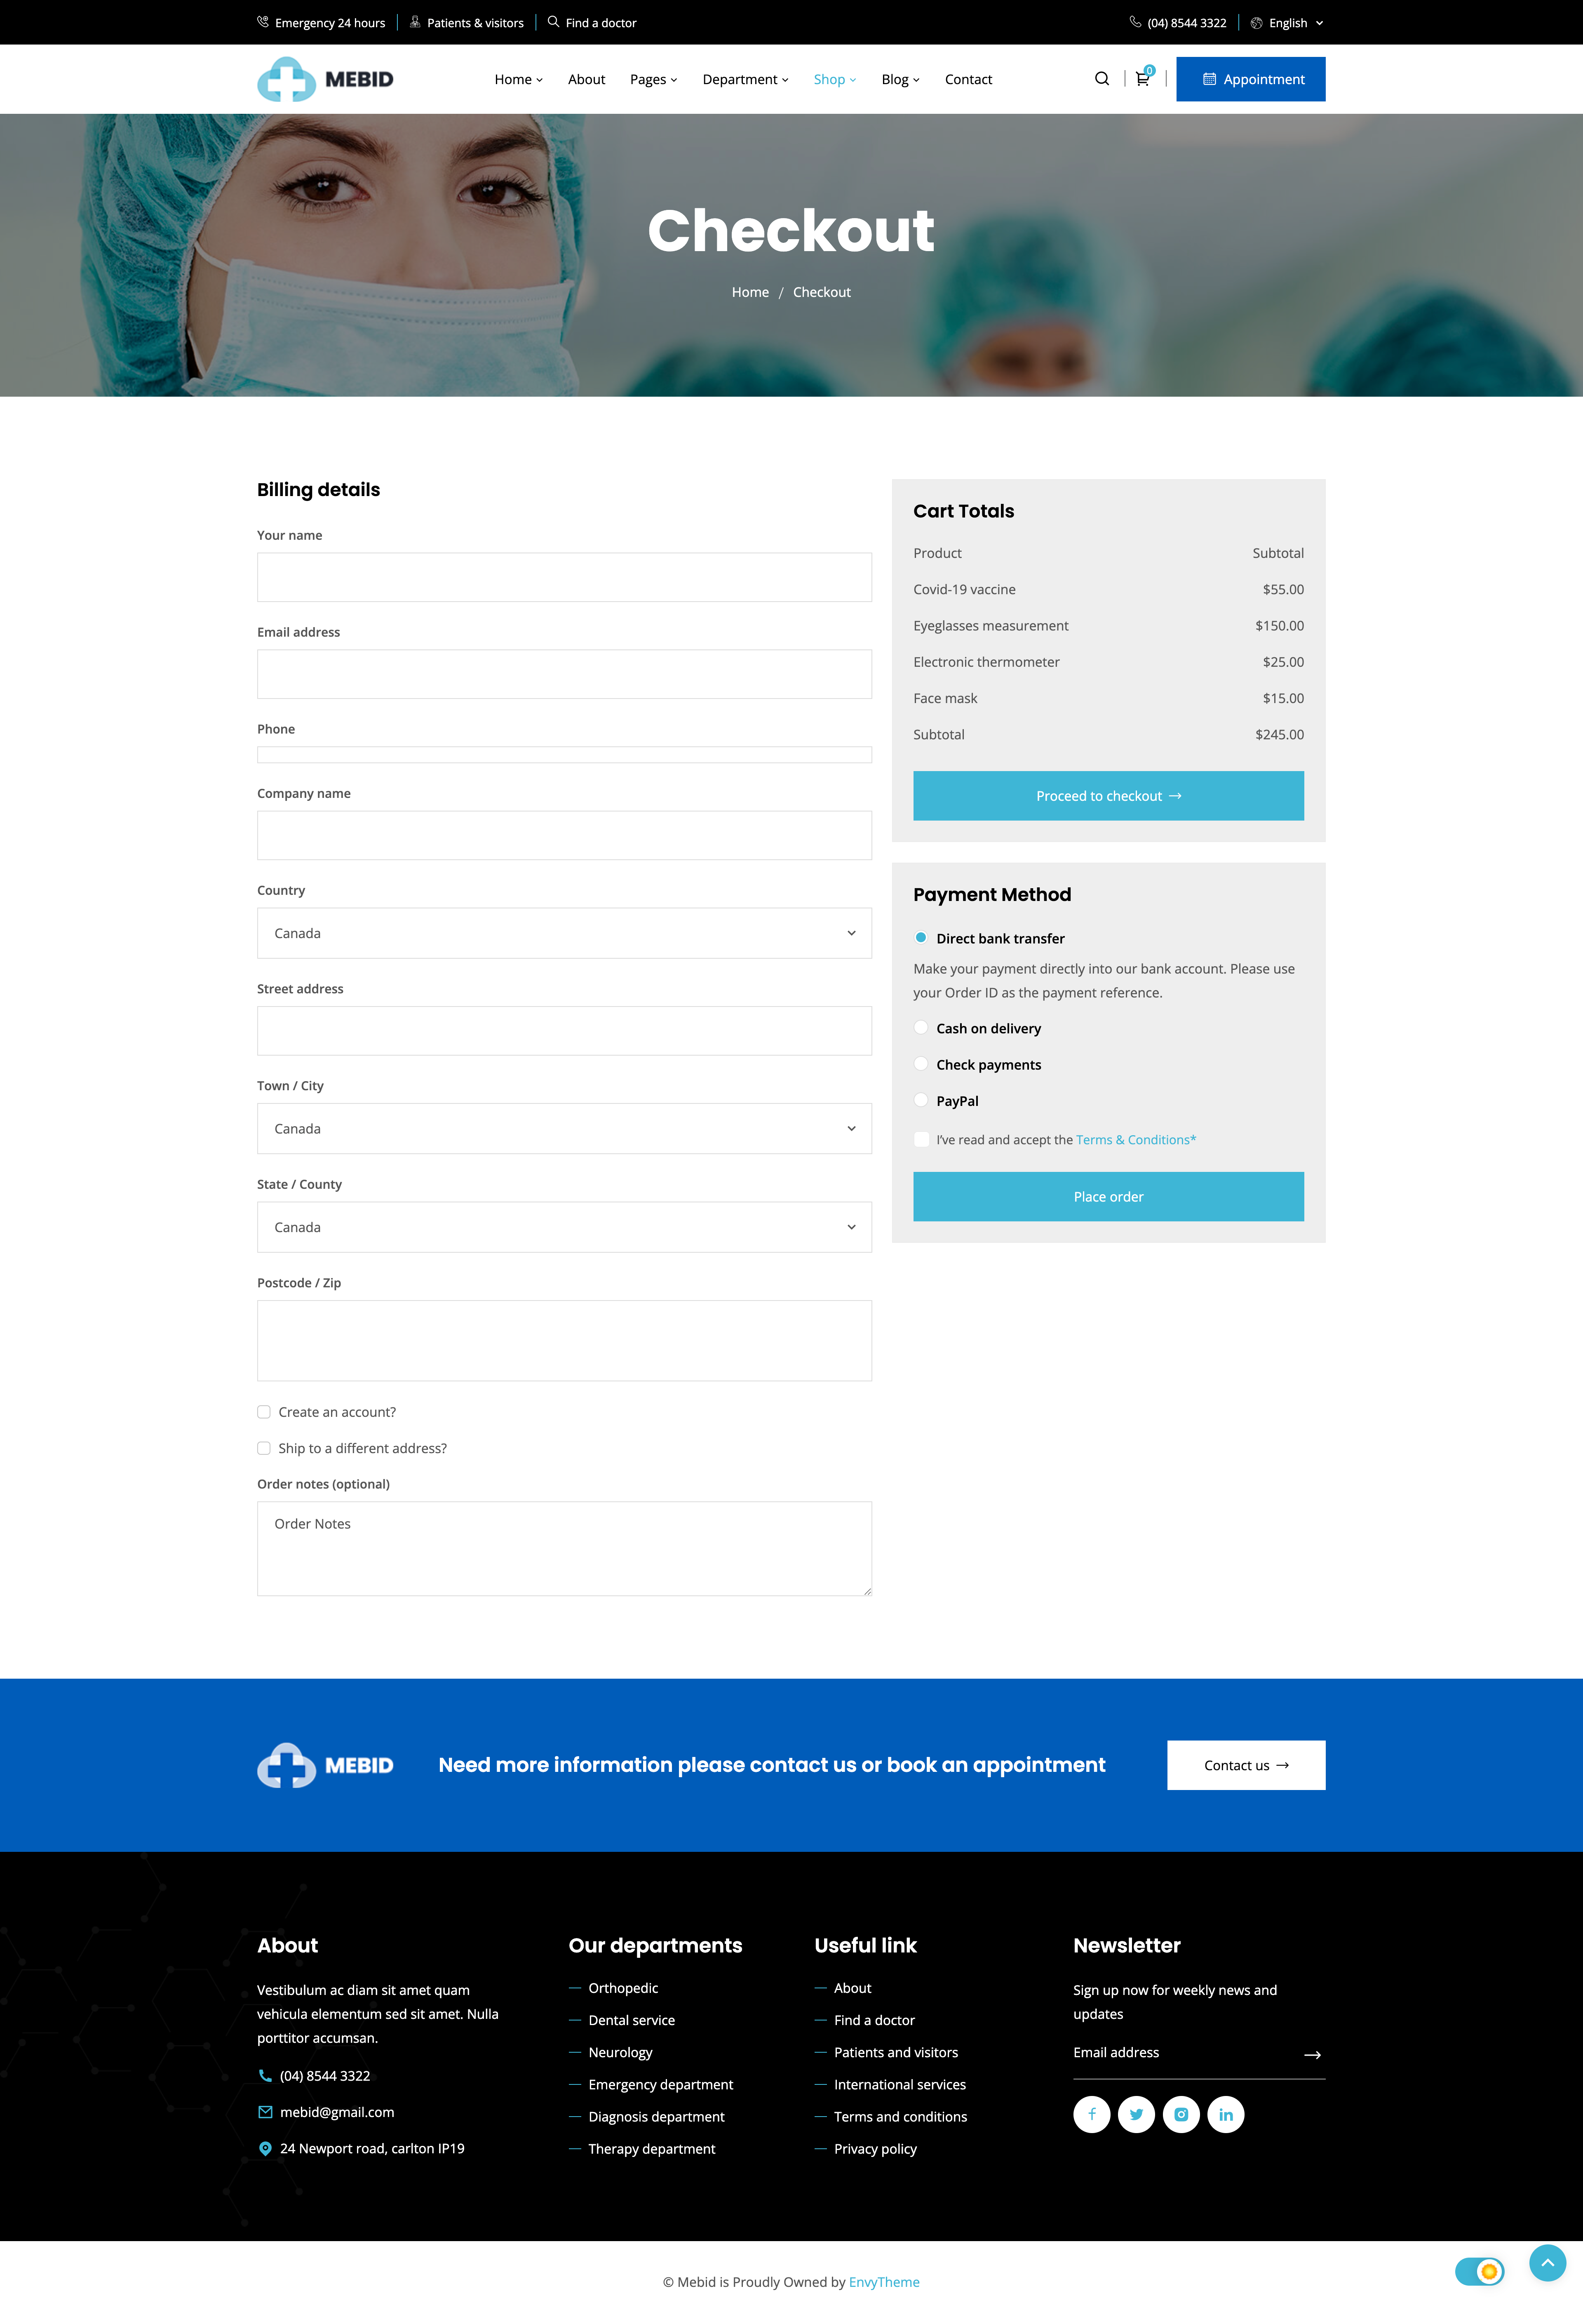 Emergency 24 hours
Patients & visitors
Find a doctor
(04) 8544 3322
English
MEBID
Home
About
Pages
Department
Shop
Blog
Contact
0
Appointment
Checkout
Home / Checkout
Billing details
Your name
Email address
Phone
Company name
Country
Canada
Street address
Town / City
Canada
State / County
Canada
Postcode / Zip
Create an account?
Ship to a different address?
Order notes (optional)
Order Notes
Cart Totals
Product Subtotal
Covid-19 vaccine $55.00
Eyeglasses measurement $150.00
Electronic thermometer $25.00
Face mask $15.00
Subtotal $245.00
Proceed to checkout
Payment Method
Direct bank transfer
Make your payment directly into our bank account. Please use
your Order ID as the payment reference.
Cash on delivery
Check payments
PayPal
I've read and accept the Terms & Conditions*
Place order
MEBID
Need more information please contact us or book an appointment
Contact us
About
Vestibulum ac diam sit amet quam
vehicula elementum sed sit amet. Nulla
porttitor accumsan.
(04) 8544 3322
mebid@gmail.com
24 Newport road, carlton IP19
Our departments
Orthopedic
Dental service
Neurology
Emergency department
Diagnosis department
Therapy department
Useful link
About
Find a doctor
Patients and visitors
International services
Terms and conditions
Privacy policy
Newsletter
Sign up now for weekly news and
updates
Email address
© Mebid is Proudly Owned by EnvyTheme